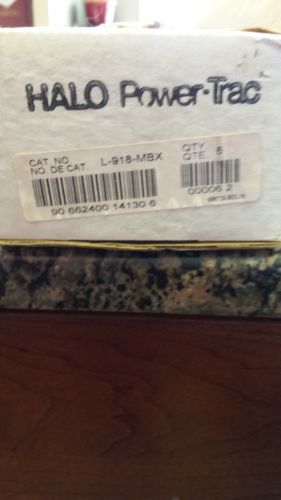 HALO Power-Trac
CAT. NO. L-918-MBX QTY.
NO. DE CAT. QTE. 6
90 662400 14130 6
00006 2